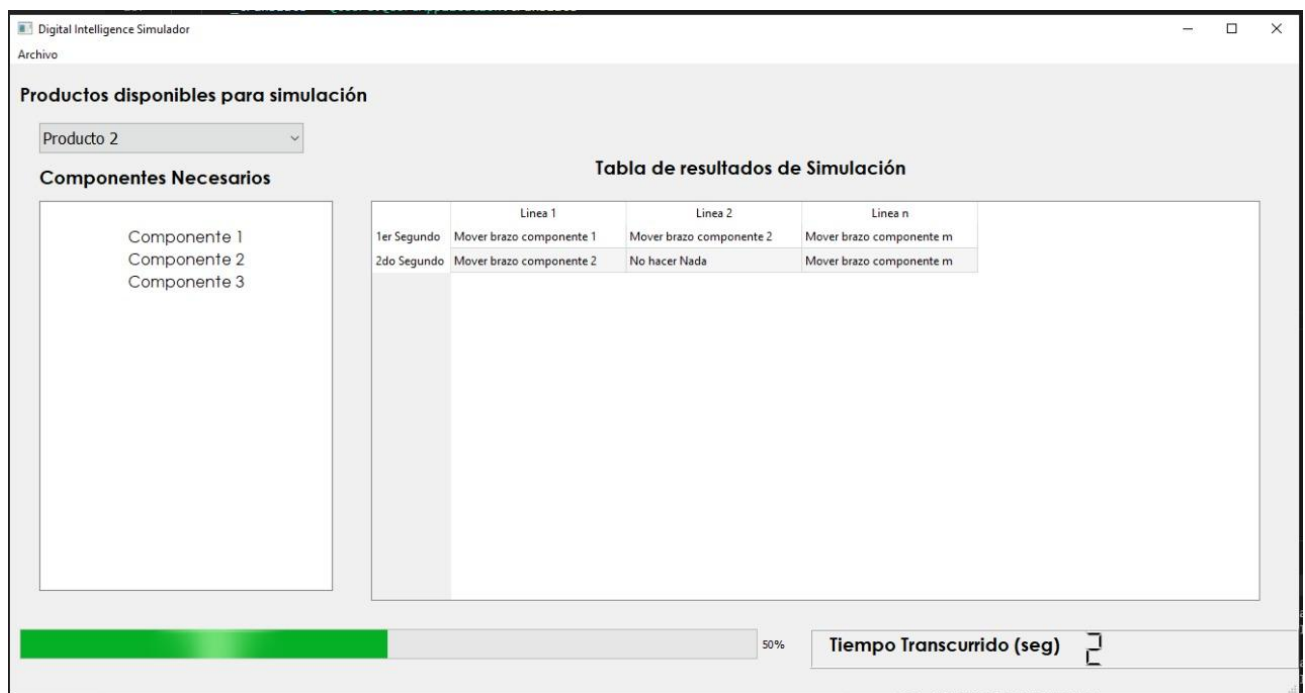 Digital Intelligence Simulador
Archivo
Productos disponibles para simulación
Producto 2
Componentes Necesarios
Componente 1
Componente 2
Componente 3
Tabla de resultados de Simulación
Linea 1 Linea 2 Linea n
1er Segundo Mover brazo componente 1 Mover brazo componente 2 Mover brazo componente m
2do Segundo Mover brazo componente 2 No hacer Nada Mover brazo componente m
50%
Tiempo Transcurrido (seg) 2